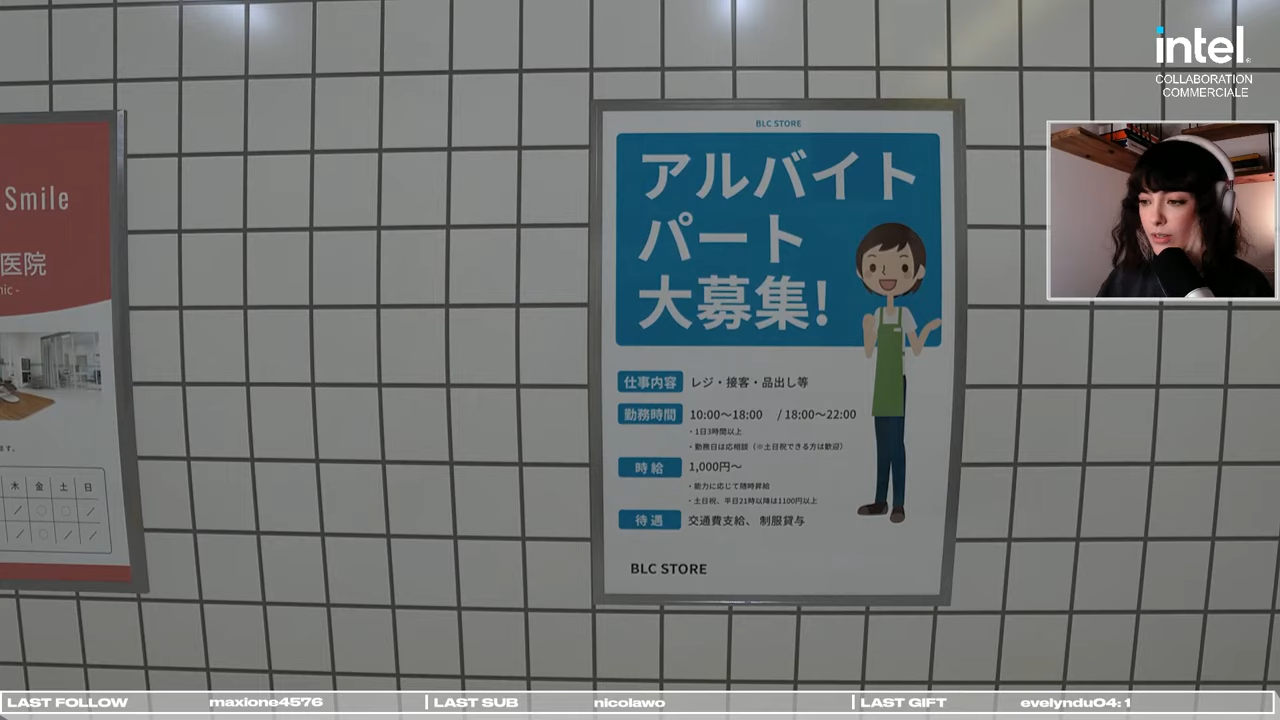 intel
COLLABORATION
COMMERCIALE
Smile
医院
nic -
ます。
木 金 土 日
BLC STORE
アルバイト
パート
大募集!
仕事内容 レジ・接客・品出し等
勤務時間 10:00〜18:00 / 18:00〜22:00
・1日3時間以上
・勤務日は応相談(※土日祝できる方は歓迎)
時給 1,000円〜
・能力に応じて随時昇給
・土日祝、平日21時以降は1100円以上
待遇 交通費支給、制服貸与
BLC STORE
LAST FOLLOW maxione4576 | LAST SUB nicolawo | LAST GIFT evelyndu04: 1